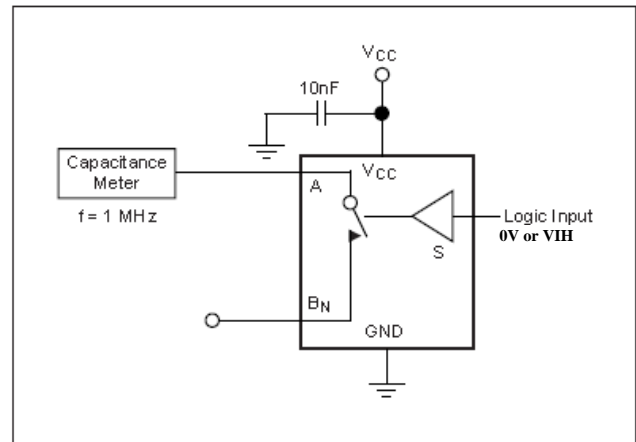 VCC
10nF
Capacitance
Meter
f = 1 MHz
VCC
A
Logic Input
0V or VIH
S
BN
GND